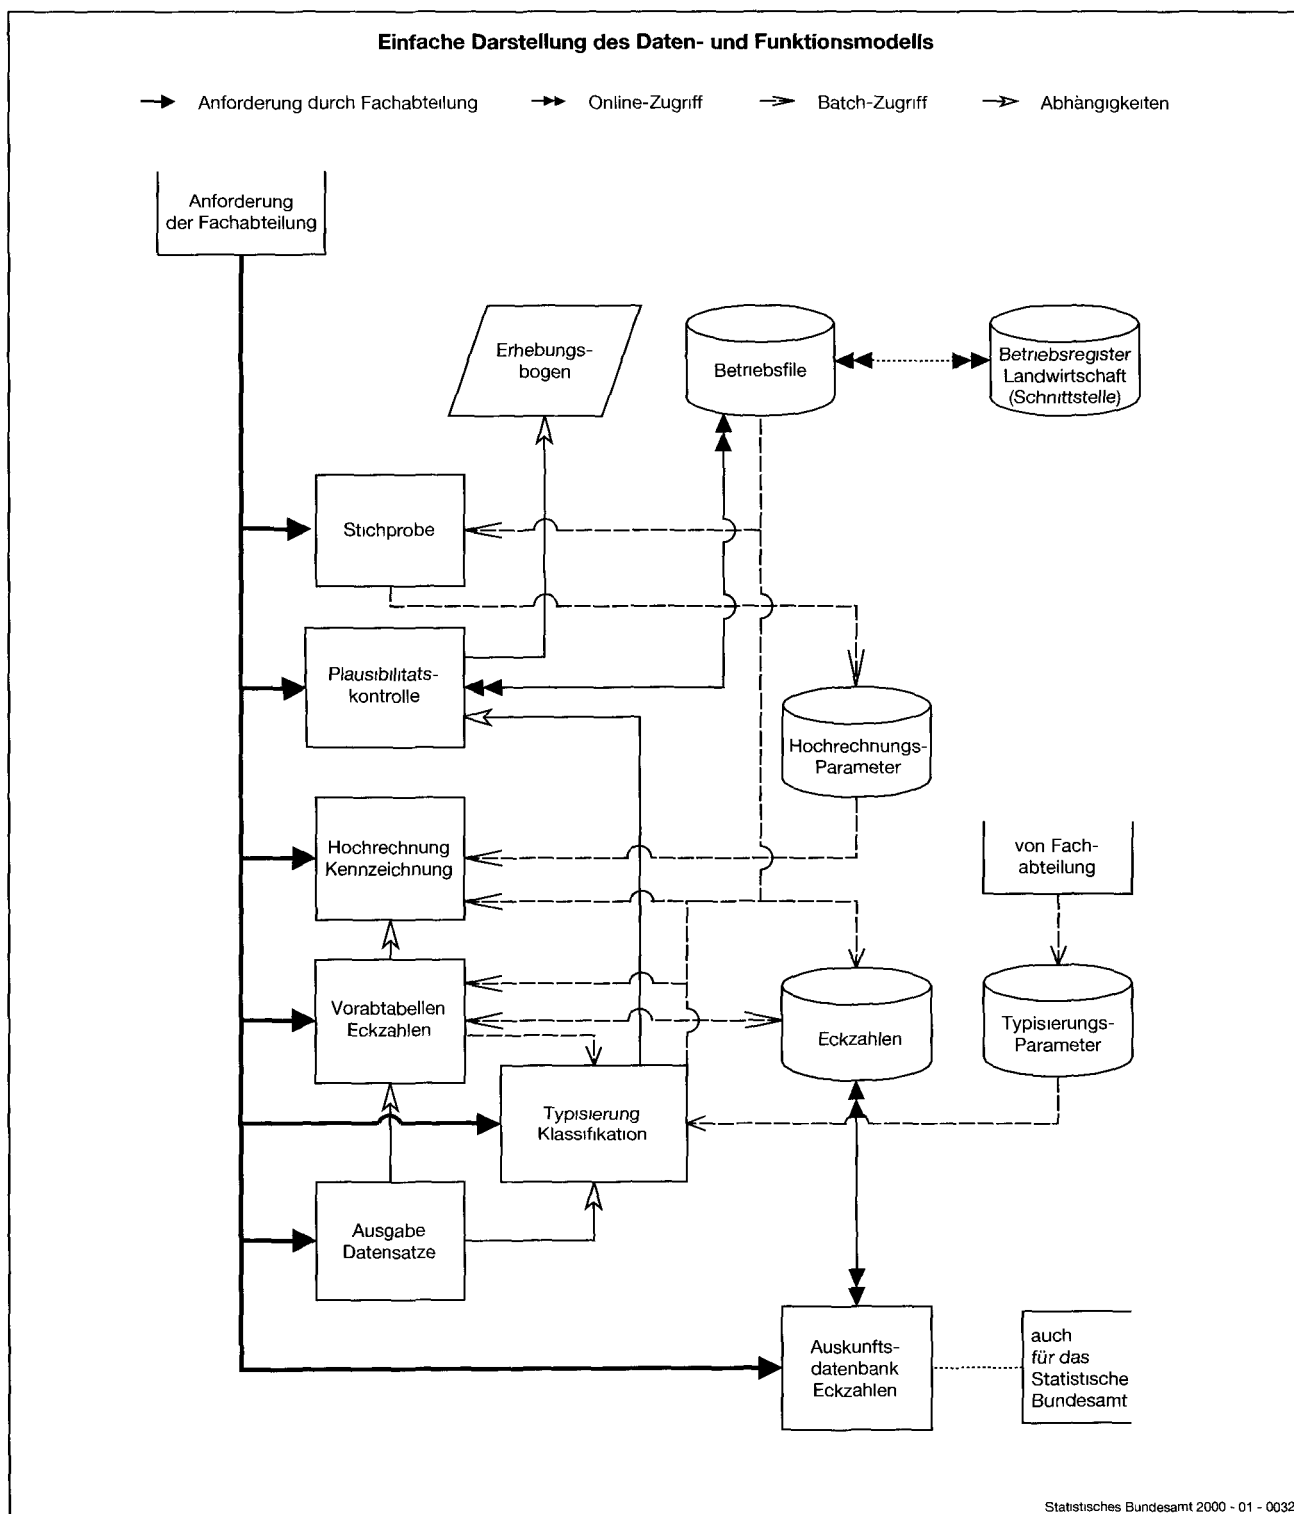 Einfache Darstellung des Daten- und Funktionsmodells
Anforderung durch Fachabteilung
Online-Zugriff
Batch-Zugriff
Abhängigkeiten
Anforderung
der Fachabteilung
Erhebungs-
bogen
Betriebsfile
Betriebsregister
Landwirtschaft
(Schnittstelle)
Stichprobe
Plausibilitats-
kontrolle
Hochrechnungs-
Parameter
Hochrechnung
Kennzeichnung
von Fach-
abteilung
Vorabtabellen
Eckzahlen
Eckzahlen
Typisierungs-
Parameter
Typisierung
Klassifikation
Ausgabe
Datensatze
Auskunfts-
datenbank
Eckzahlen
auch
für das
Statistische
Bundesamt
Statistisches Bundesamt 2000 - 01 - 0032